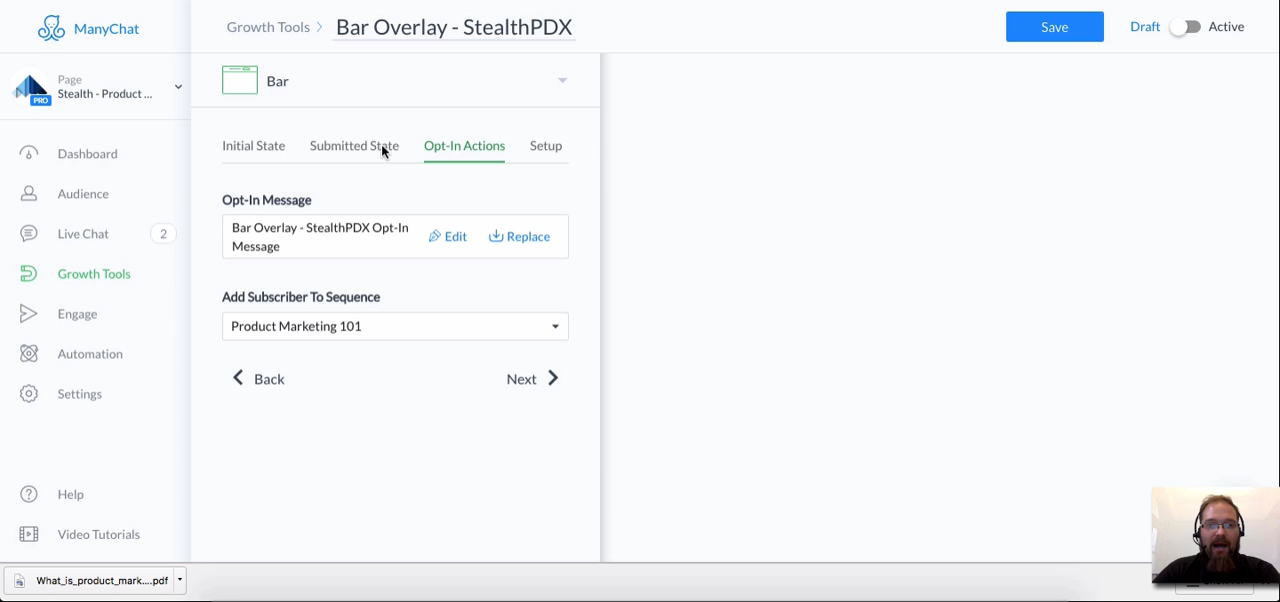 ManyChat
Growth Tools
Bar Overlay - StealthPDX
Save
Draft
Active
Page
Stealth - Product ...
PRO
Bar
Dashboard
Audience
Live Chat
2
Growth Tools
Engage
Automation
Settings
Help
Video Tutorials
Initial State
Submitted State
Opt-In Actions
Setup
Opt-In Message
Bar Overlay - StealthPDX Opt-In
Message
Edit
Replace
Add Subscriber To Sequence
Product Marketing 101
Back
Next
What_is_product_mark....pdf